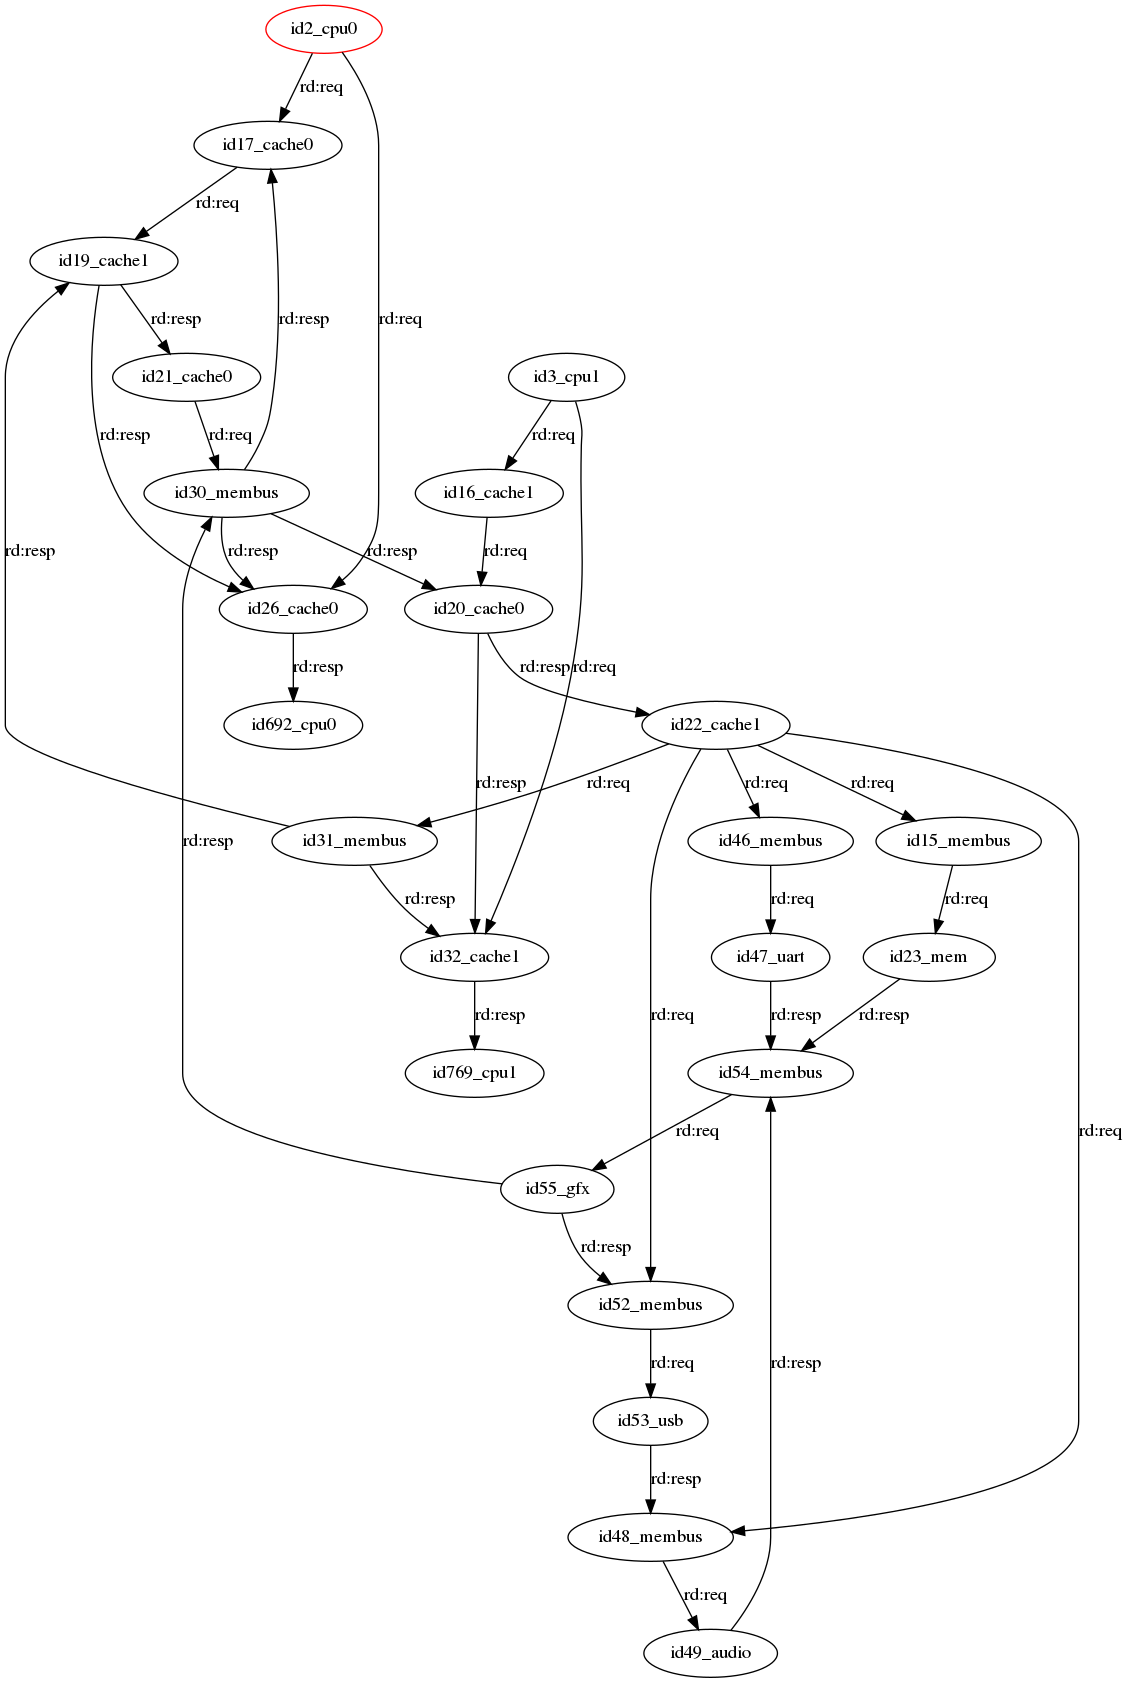 id2_cpu0
rd:req
id17_cache0
rd:req
id19_cache1
rd:resp
rd:resp
rd:req
id21_cache0
id3_cpu1
rd:resp
rd:req
rd:req
id30_membus
id16_cache1
rd:resp
rd:resp
rd:resp
rd:req
id26_cache0
id20_cache0
rd:resp
rd:resp
rd:req
id692_cpu0
id22_cache1
rd:resp
rd:req
rd:req
rd:req
id31_membus
id46_membus
id15_membus
rd:resp
rd:resp
rd:req
rd:req
id32_cache1
id47_uart
id23_mem
rd:resp
rd:req
rd:resp
rd:resp
id769_cpu1
id54_membus
rd:req
rd:req
id55_gfx
rd:resp
id52_membus
rd:req
rd:resp
id53_usb
rd:resp
id48_membus
rd:req
id49_audio